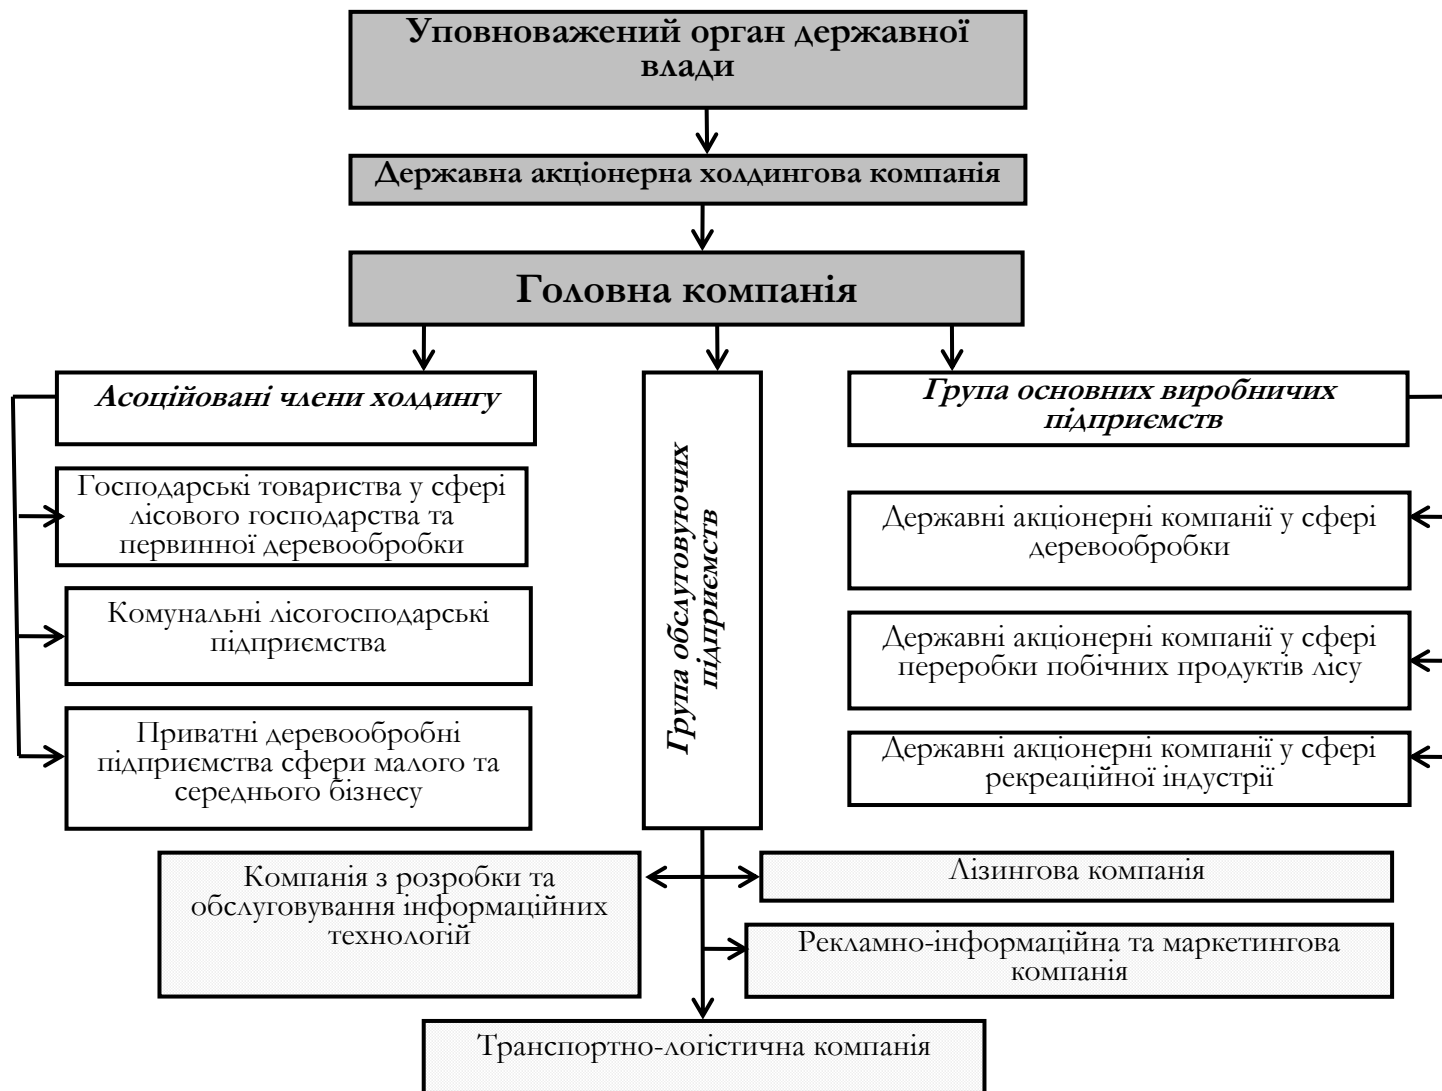 Уповноважений орган державної
влади
Державна акціонерна холдингова компанія
Головна компанія
Асоційовані члени холдингу
Господарські товариства у сфері
лісового господарства та
первинної деревообробки
Комунальні лісогосподарські
підприємства
Приватні деревообробні
підприємства сфери малого та
середнього бізнесу
Група обслуговуючих
підприємств
Група основних виробничих
підприємств
Державні акціонерні компанії у сфері
деревообробки
Державні акціонерні компанії у сфері
переробки побічних продуктів лісу
Державні акціонерні компанії у сфері
рекреаційної індустрії
Компанія з розробки та
обслуговування інформаційних
технологій
Лізингова компанія
Рекламно-інформаційна та маркетингова
компанія
Транспортно-логістична компанія